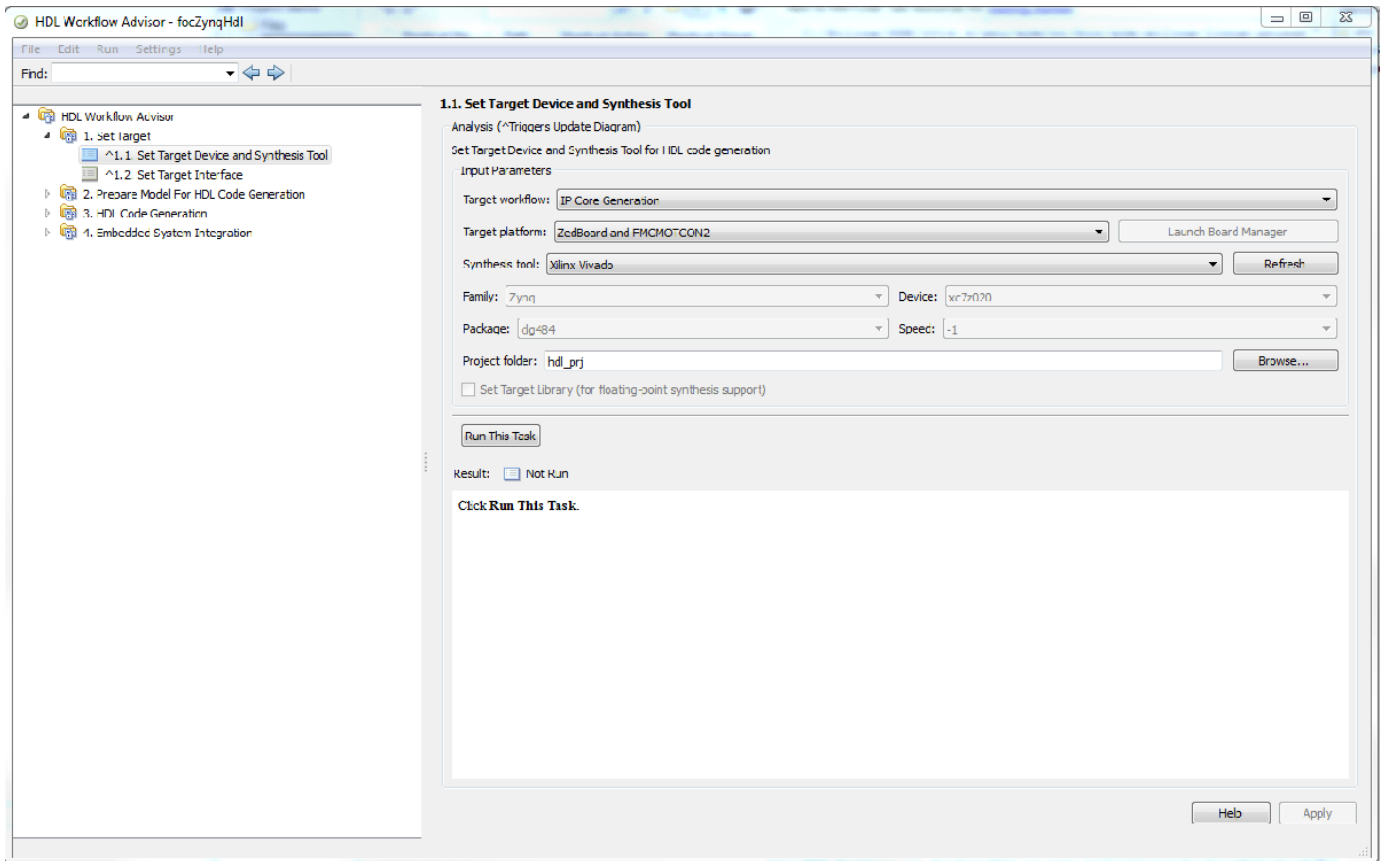 HDL Workflow Advisor - focZynqHdl
File Edit Run Settings Help
Find:
HDL Workflow Advisor
1. Set Target
^1.1. Set Target Device and Synthesis Tool
^1.2. Set Target Interface
2. Prepare Model For HDL Code Generation
3. HDL Code Generation
4. Embedded System Integration
1.1. Set Target Device and Synthesis Tool
Analysis (^Triggers Update Diagram)
Set Target Device and Synthesis Tool for HDL code generation
Input Parameters
Target workflow: IP Core Generation
Target platform: ZedBoard and FMCMOTCON2 Launch Board Manager
Synthesis tool: Xilinx Vivado Refresh
Family: Zynq Device: xc7z020
Package: clg484 Speed: -1
Project folder: hdl_prj Browse...
Set Target Library (for floating-point synthesis support)
Run This Task
Result: Not Run
Click Run This Task.
Help Apply